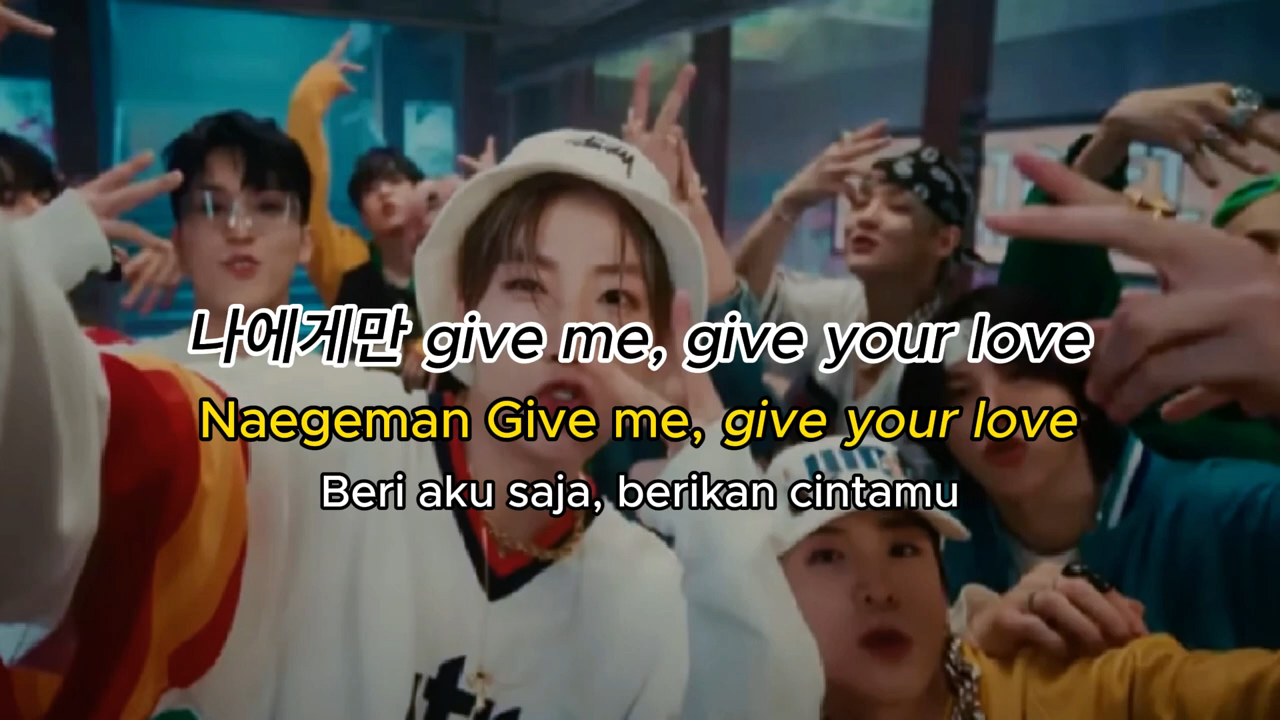 나에게만 give me, give your love
Naegeman Give me, give your love
Beri aku saja, berikan cintamu